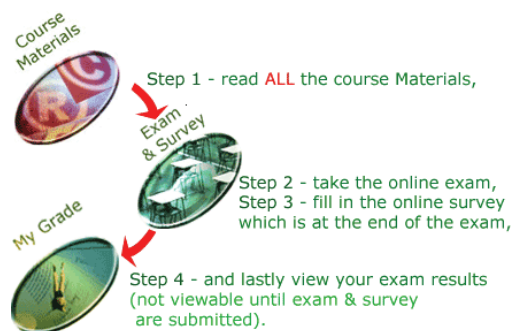 Course
Materials
Step 1 - read ALL the course Materials,
Exam
& Survey
Step 2 - take the online exam,
Step 3 - fill in the online survey
which is at the end of the exam,
My Grade
Step 4 - and lastly view your exam results
(not viewable until exam & survey
are submitted).